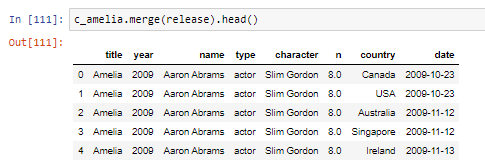 In [111]: c_amelia.merge(release).head()
Out[111]:
title year name type character n country date
0 Amelia 2009 Aaron Abrams actor Slim Gordon 8.0 Canada 2009-10-23
1 Amelia 2009 Aaron Abrams actor Slim Gordon 8.0 USA 2009-10-23
2 Amelia 2009 Aaron Abrams actor Slim Gordon 8.0 Australia 2009-11-12
3 Amelia 2009 Aaron Abrams actor Slim Gordon 8.0 Singapore 2009-11-12
4 Amelia 2009 Aaron Abrams actor Slim Gordon 8.0 Ireland 2009-11-13